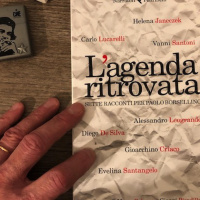 Helena Janeczek
Carlo Lucarelli
Vanni Santoni
L'agenda
ritrovata
SETTE RACCONTI PER PAOLO BORSELLINO
Alessandro Leogrande
Diego De Silva
Gioacchino Criaco
Evelina Santangelo